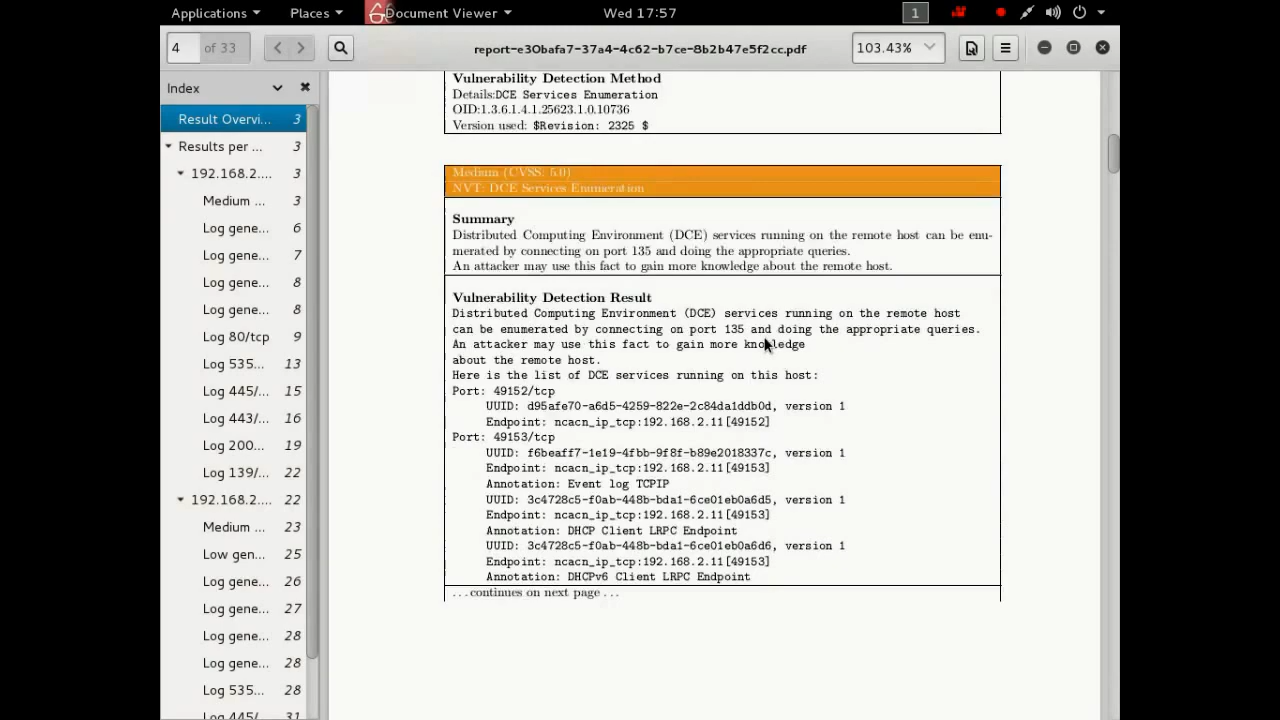 Applications Places Document Viewer Wed 17:57 1
4 of 33 report-e30bafa7-37a4-4c62-b7ce-8b2b47e5f2cc.pdf 103.43%
Index
Result Overvi... 3
Results per ... 3
192.168.2.... 3
Medium ... 3
Log gene... 6
Log gene... 7
Log gene... 8
Log gene... 8
Log 80/tcp 9
Log 535... 13
Log 445/... 15
Log 443/... 16
Log 200... 19
Log 139/... 22
192.168.2.... 22
Medium ... 23
Low gen... 25
Log gene... 26
Log gene... 27
Log gene... 28
Log gene... 28
Log 535... 28
Log 445/... 31
Vulnerability Detection Method
Details:DCE Services Enumeration
OID:1.3.6.1.4.1.25623.1.0.10736
Version used: $Revision: 2325 $
Medium (CVSS: 5.0)
NVT: DCE Services Enumeration
Summary
Distributed Computing Environment (DCE) services running on the remote host can be enu-
merated by connecting on port 135 and doing the appropriate queries.
An attacker may use this fact to gain more knowledge about the remote host.
Vulnerability Detection Result
Distributed Computing Environment (DCE) services running on the remote host
can be enumerated by connecting on port 135 and doing the appropriate queries.
An attacker may use this fact to gain more knowledge
about the remote host.
Here is the list of DCE services running on this host:
Port: 49152/tcp
UUID: d95afe70-a6d5-4259-822e-2c84da1ddb0d, version 1
Endpoint: ncacn_ip_tcp:192.168.2.11[49152]
Port: 49153/tcp
UUID: f6beaff7-1e19-4fbb-9f8f-b89e2018337c, version 1
Endpoint: ncacn_ip_tcp:192.168.2.11[49153]
Annotation: Event log TCPIP
UUID: 3c4728c5-f0ab-448b-bda1-6ce01eb0a6d5, version 1
Endpoint: ncacn_ip_tcp:192.168.2.11[49153]
Annotation: DHCP Client LRPC Endpoint
UUID: 3c4728c5-f0ab-448b-bda1-6ce01eb0a6d6, version 1
Endpoint: ncacn_ip_tcp:192.168.2.11[49153]
Annotation: DHCPv6 Client LRPC Endpoint
...continues on next page ...